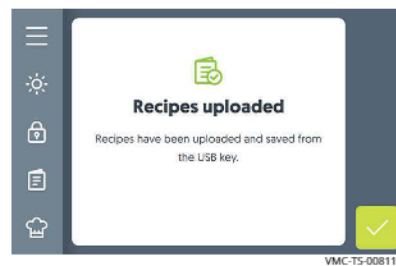 Recipes uploaded
Recipes have been uploaded and saved from
the USB key.
VMC-TS-00811